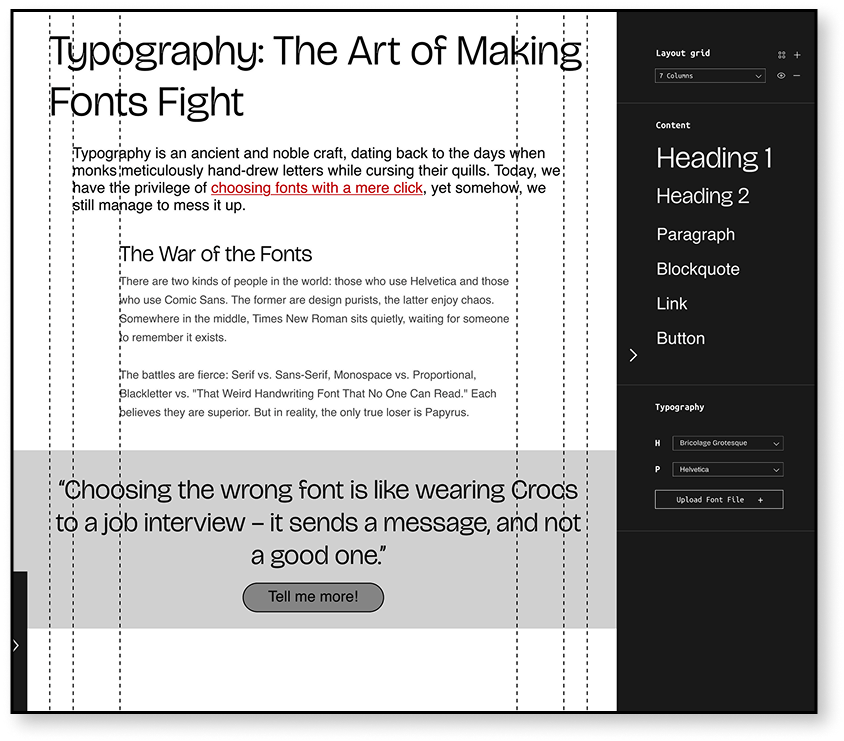 Typography: The Art of Making
Fonts Fight
Typography is an ancient and noble craft, dating back to the days when
monks meticulously hand-drew letters while cursing their quills. Today, we
have the privilege of choosing fonts with a mere click, yet somehow, we
still manage to mess it up.
The War of the Fonts
There are two kinds of people in the world: those who use Helvetica and those
who use Comic Sans. The former are design purists, the latter enjoy chaos.
Somewhere in the middle, Times New Roman sits quietly, waiting for someone
to remember it exists.
The battles are fierce: Serif vs. Sans-Serif, Monospace vs. Proportional,
Blackletter vs. "That Weird Handwriting Font That No One Can Read." Each
believes they are superior. But in reality, the only true loser is Papyrus.
“Choosing the wrong font is like wearing Crocs
to a job interview – it sends a message, and not
a good one.”
Tell me more!
Layout grid
7 Columns
Content
Heading 1
Heading 2
Paragraph
Blockquote
Link
Button
Typography
H Bricolage Grotesque
P Helvetica
Upload Font File +